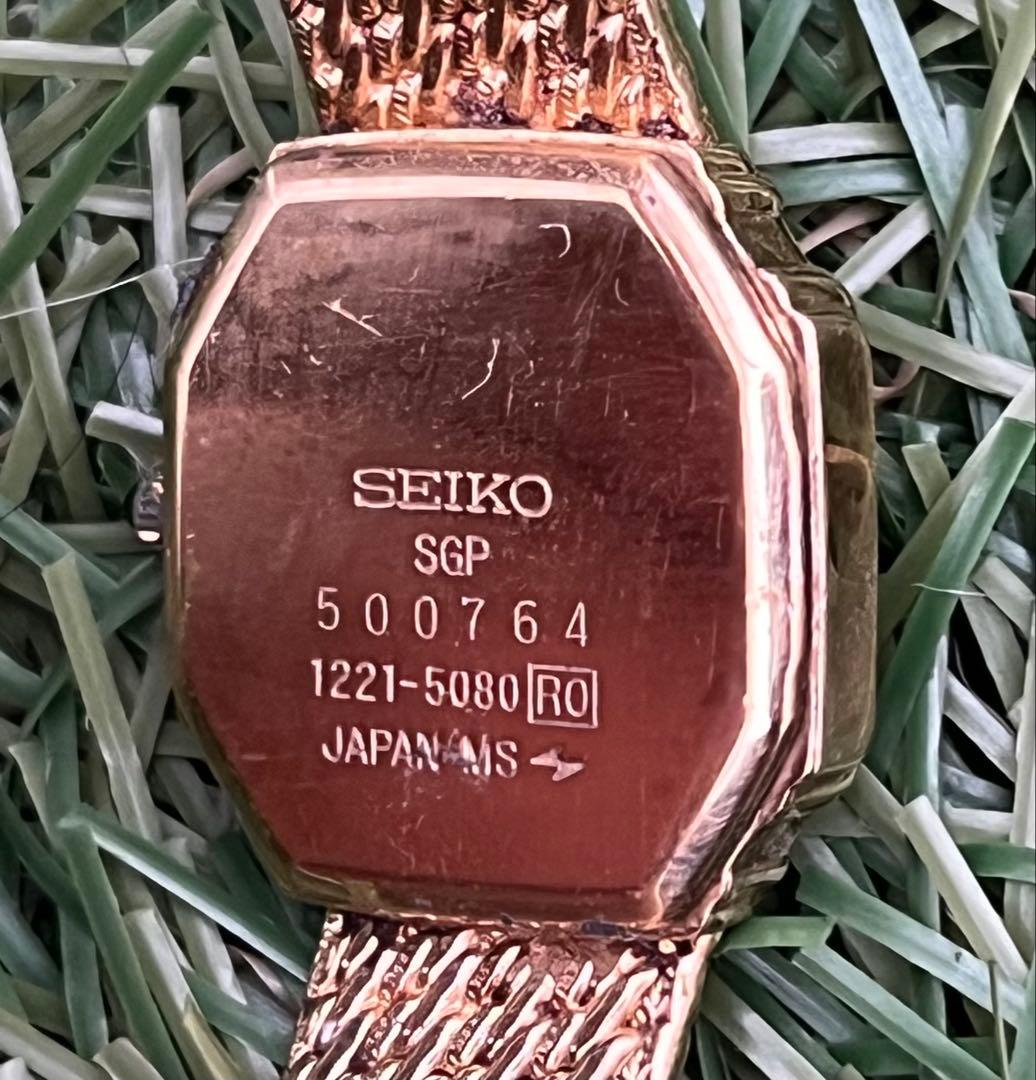 SEIKO
SGP
500764
1221-5080 RO
JAPAN MS